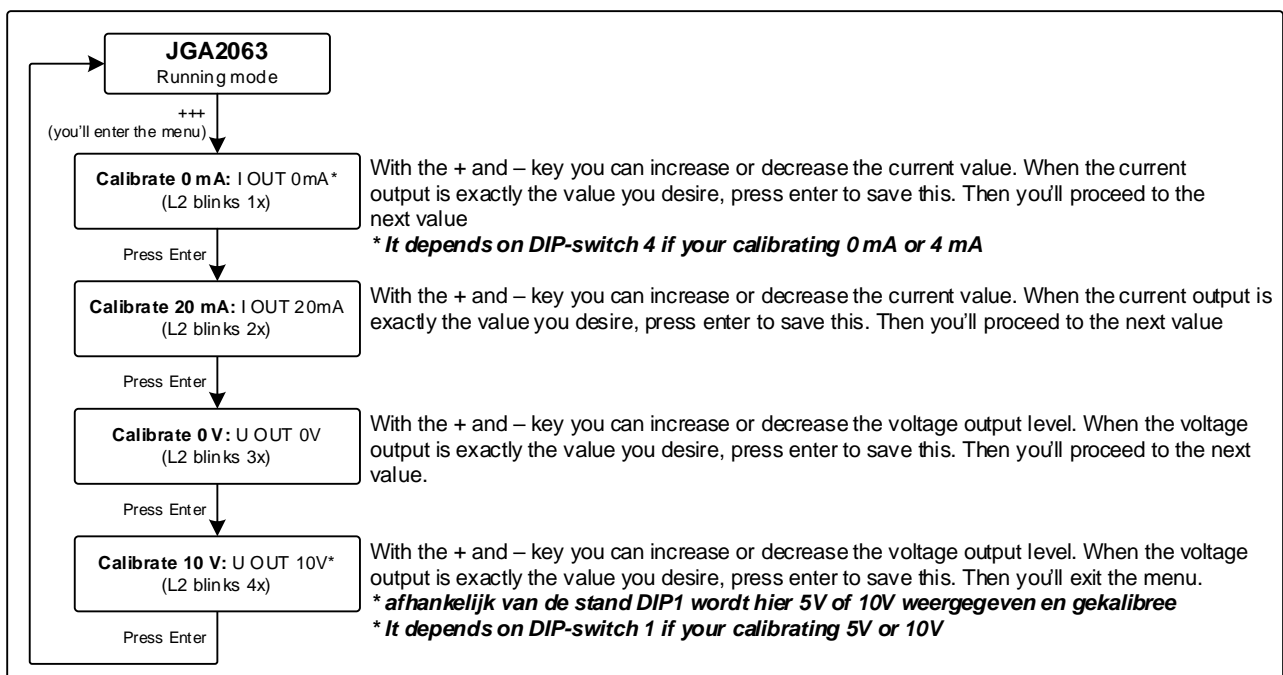 JGA2063
Running mode
+++
(you'll enter the menu)
Calibrate 0 mA: I OUT 0mA*
(L2 blinks 1x)
With the + and – key you can increase or decrease the current value. When the current
output is exactly the value you desire, press enter to save this. Then you'll proceed to the
next value
* It depends on DIP-switch 4 if your calibrating 0 mA or 4 mA
Press Enter
Calibrate 20 mA: I OUT 20mA
(L2 blinks 2x)
With the + and – key you can increase or decrease the current value. When the current output is
exactly the value you desire, press enter to save this. Then you'll proceed to the next value
Press Enter
Calibrate 0 V: U OUT 0V
(L2 blinks 3x)
With the + and – key you can increase or decrease the voltage output level. When the voltage
output is exactly the value you desire, press enter to save this. Then you'll proceed to the next
value.
Press Enter
Calibrate 10 V: U OUT 10V*
(L2 blinks 4x)
With the + and – key you can increase or decrease the voltage output level. When the voltage
output is exactly the value you desire, press enter to save this. Then you'll exit the menu.
* afhankelijk van de stand DIP1 wordt hier 5V of 10V weergegeven en gekalibree
* It depends on DIP-switch 1 if your calibrating 5V or 10V
Press Enter